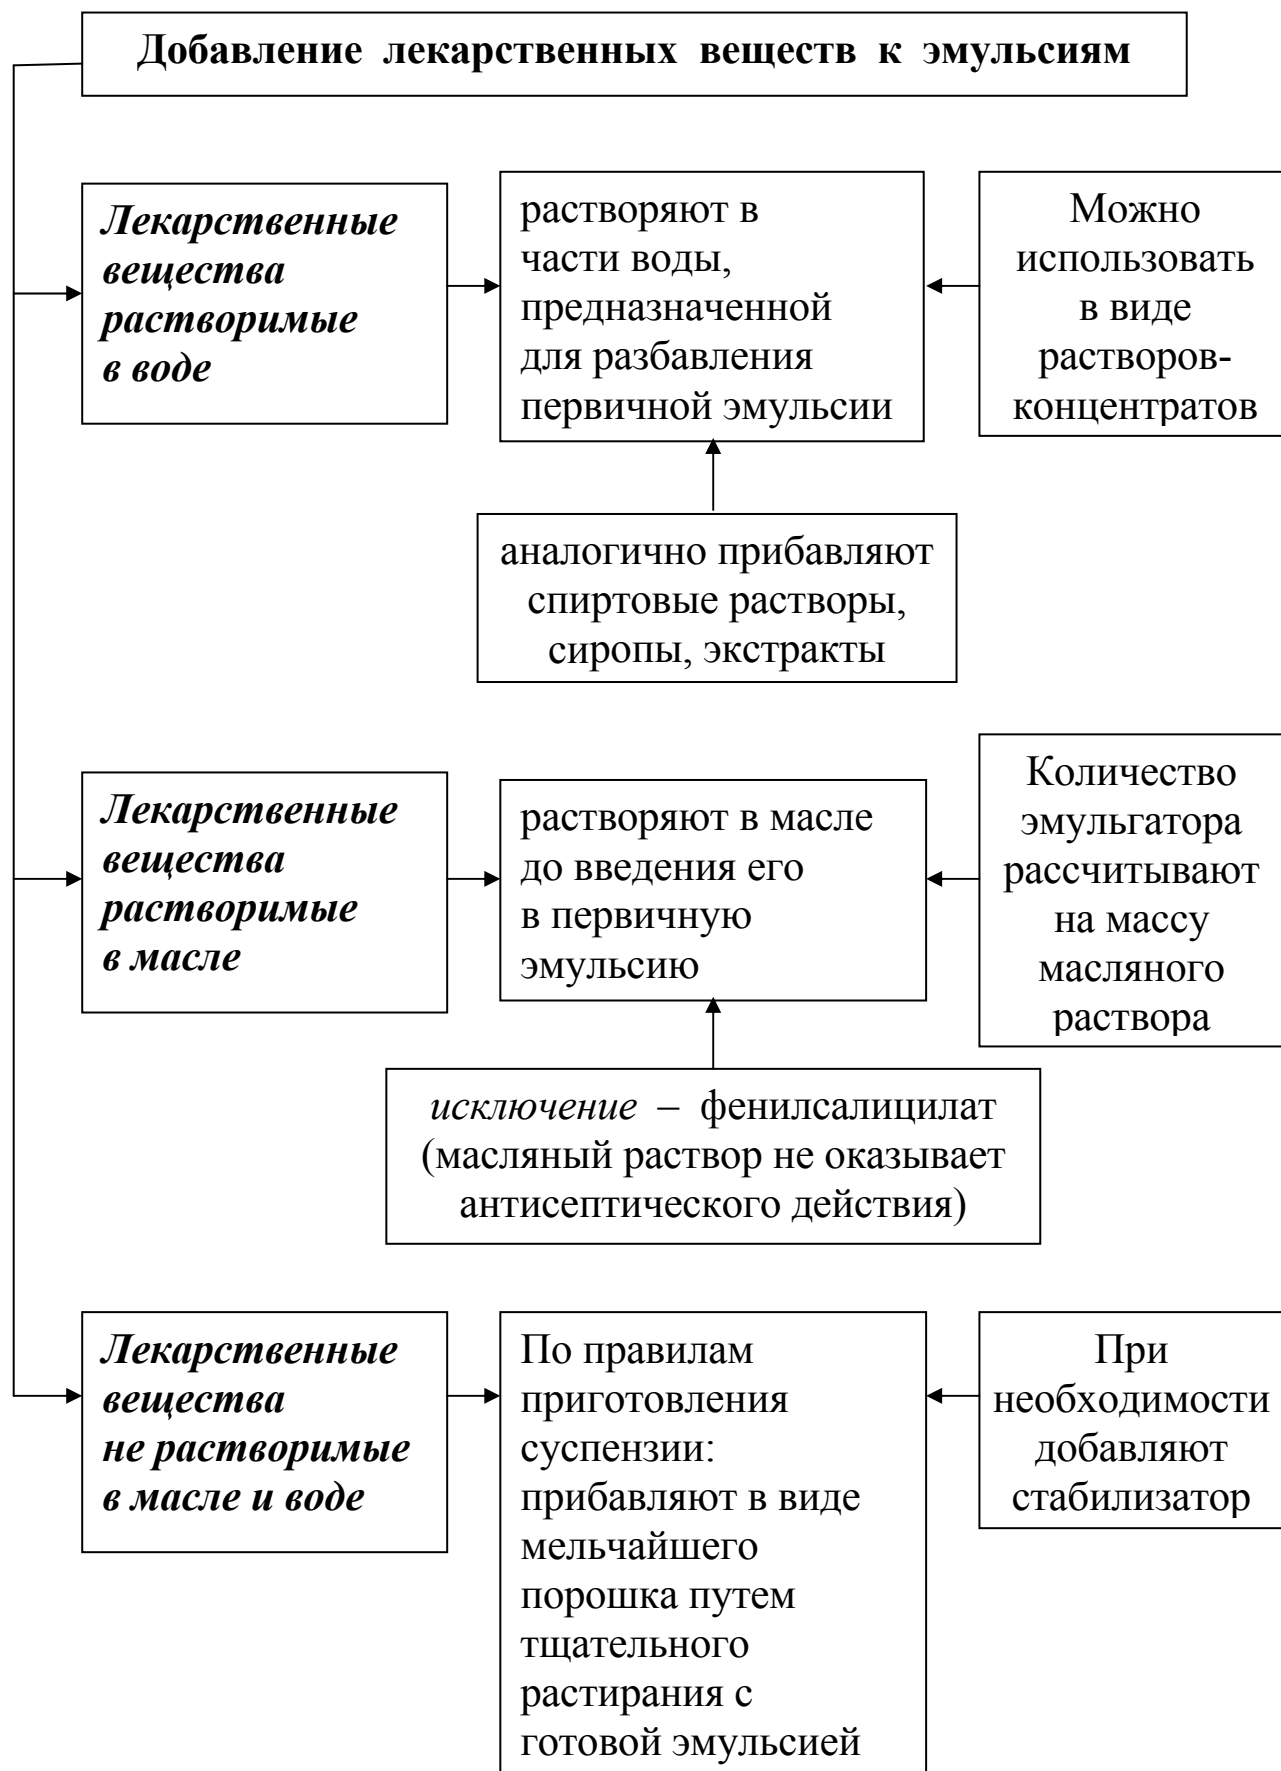 Добавление лекарственных веществ к эмульсиям
Лекарственные
вещества
растворимые
в воде
растворяют в
части воды,
предназначенной
для разбавления
первичной эмульсии
Можно
использовать
в виде
растворов-
концентратов
аналогично прибавляют
спиртовые растворы,
сиропы, экстракты
Лекарственные
вещества
растворимые
в масле
растворяют в масле
до введения его
в первичную
эмульсию
Количество
эмульгатора
рассчитывают
на массу
масляного
раствора
исключение – фенилсалицилат
(масляный раствор не оказывает
антисептического действия)
Лекарственные
вещества
не растворимые
в масле и воде
По правилам
приготовления
суспензии:
прибавляют в виде
мельчайшего
порошка путем
тщательного
растирания с
готовой эмульсией
При
необходимости
добавляют
стабилизатор